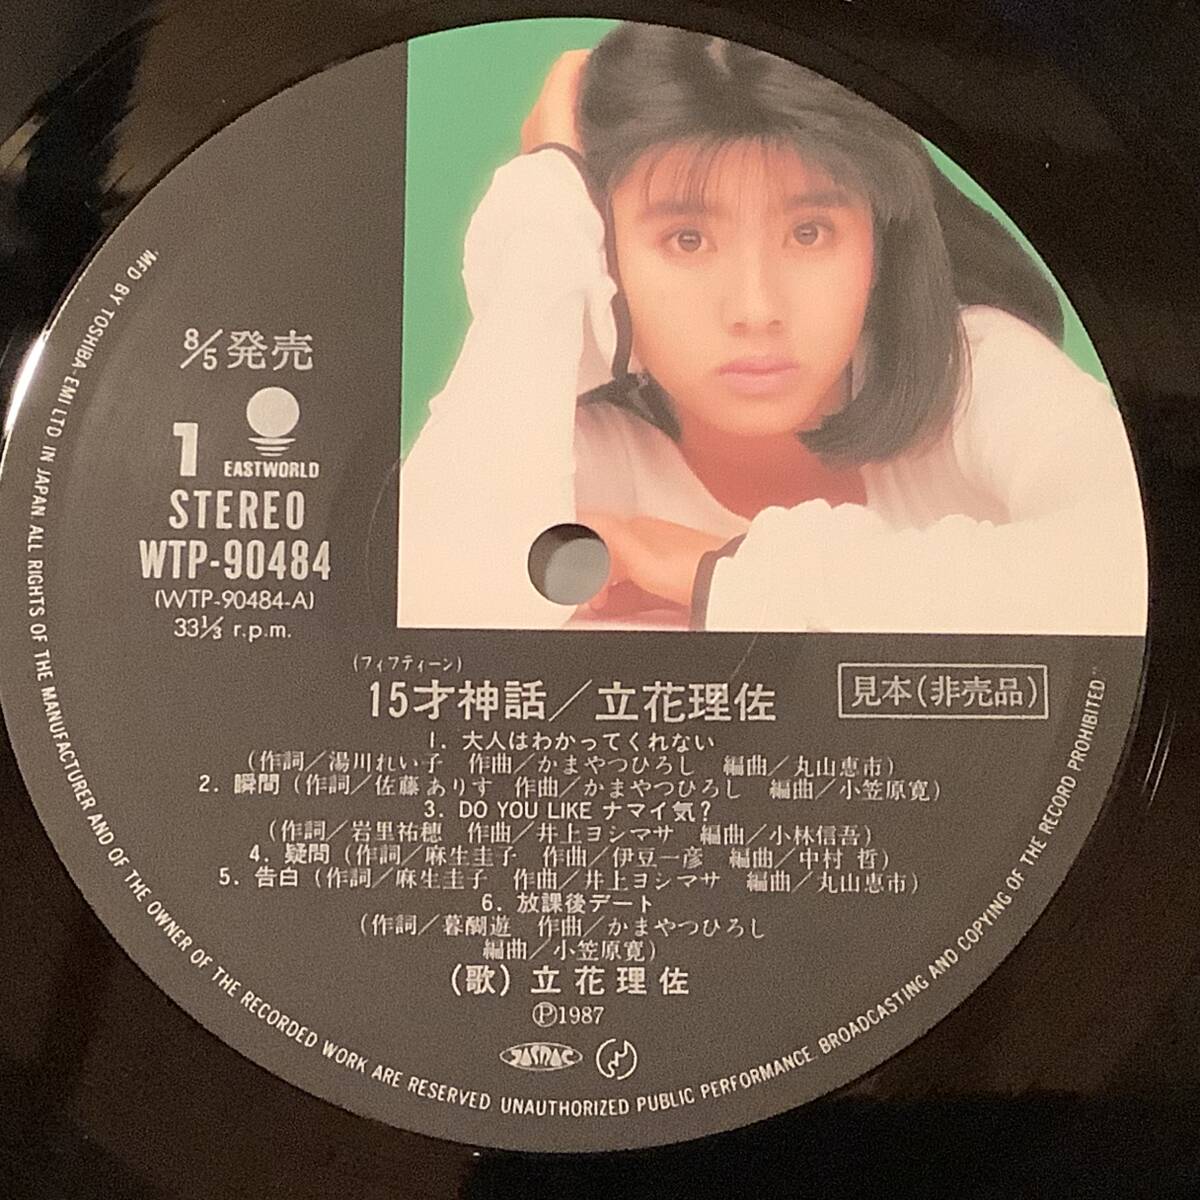 8/5発売
1
EASTWORLD
STEREO
WTP-90484
(WTP-90484-A)
33 1/3 r.p.m.
(フィフティーン)
15才神話/立花理佐
見本(非売品)
1. 大人はわかってくれない
(作詞/湯川れい子 作曲/かまやつひろし 編曲/丸山恵市)
2. 瞬間(作詞/佐藤ありす 作曲/かまやつひろし 編曲/小笠原寛)
3. DO YOU LIKE ナマイ気?
(作詞/岩里祐穂 作曲/井上ヨシマサ 編曲/小林信吾)
4. 疑問(作詞/麻生圭子 作曲/伊豆一彦 編曲/中村 哲)
5. 告白(作詞/麻生圭子 作曲/井上ヨシマサ 編曲/丸山恵市)
6. 放課後デート
(作詞/暮醐遊 作曲/かまやつひろし
編曲/小笠原寛)
(歌)立花理佐
Ⓟ1987
JASRAC
"MFD BY TOSHIBA-EMI LTD IN JAPAN ALL RIGHTS OF THE MANUFACTURER AND OF THE OWNER OF THE RECORDED WORK ARE RESERVED. UNAUTHORIZED PUBLIC PERFORMANCE. BROADCASTING AND COPYING OF THE RECORD PROHIBITED"